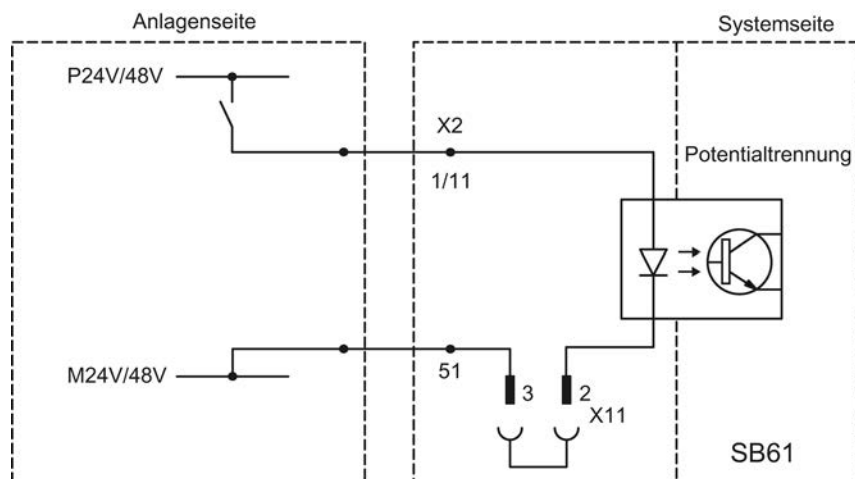 Anlagenseite
Systemseite
P24V/48V
X2
1/11
Potentialtrennung
M24V/48V
51
3
2
X11
SB61